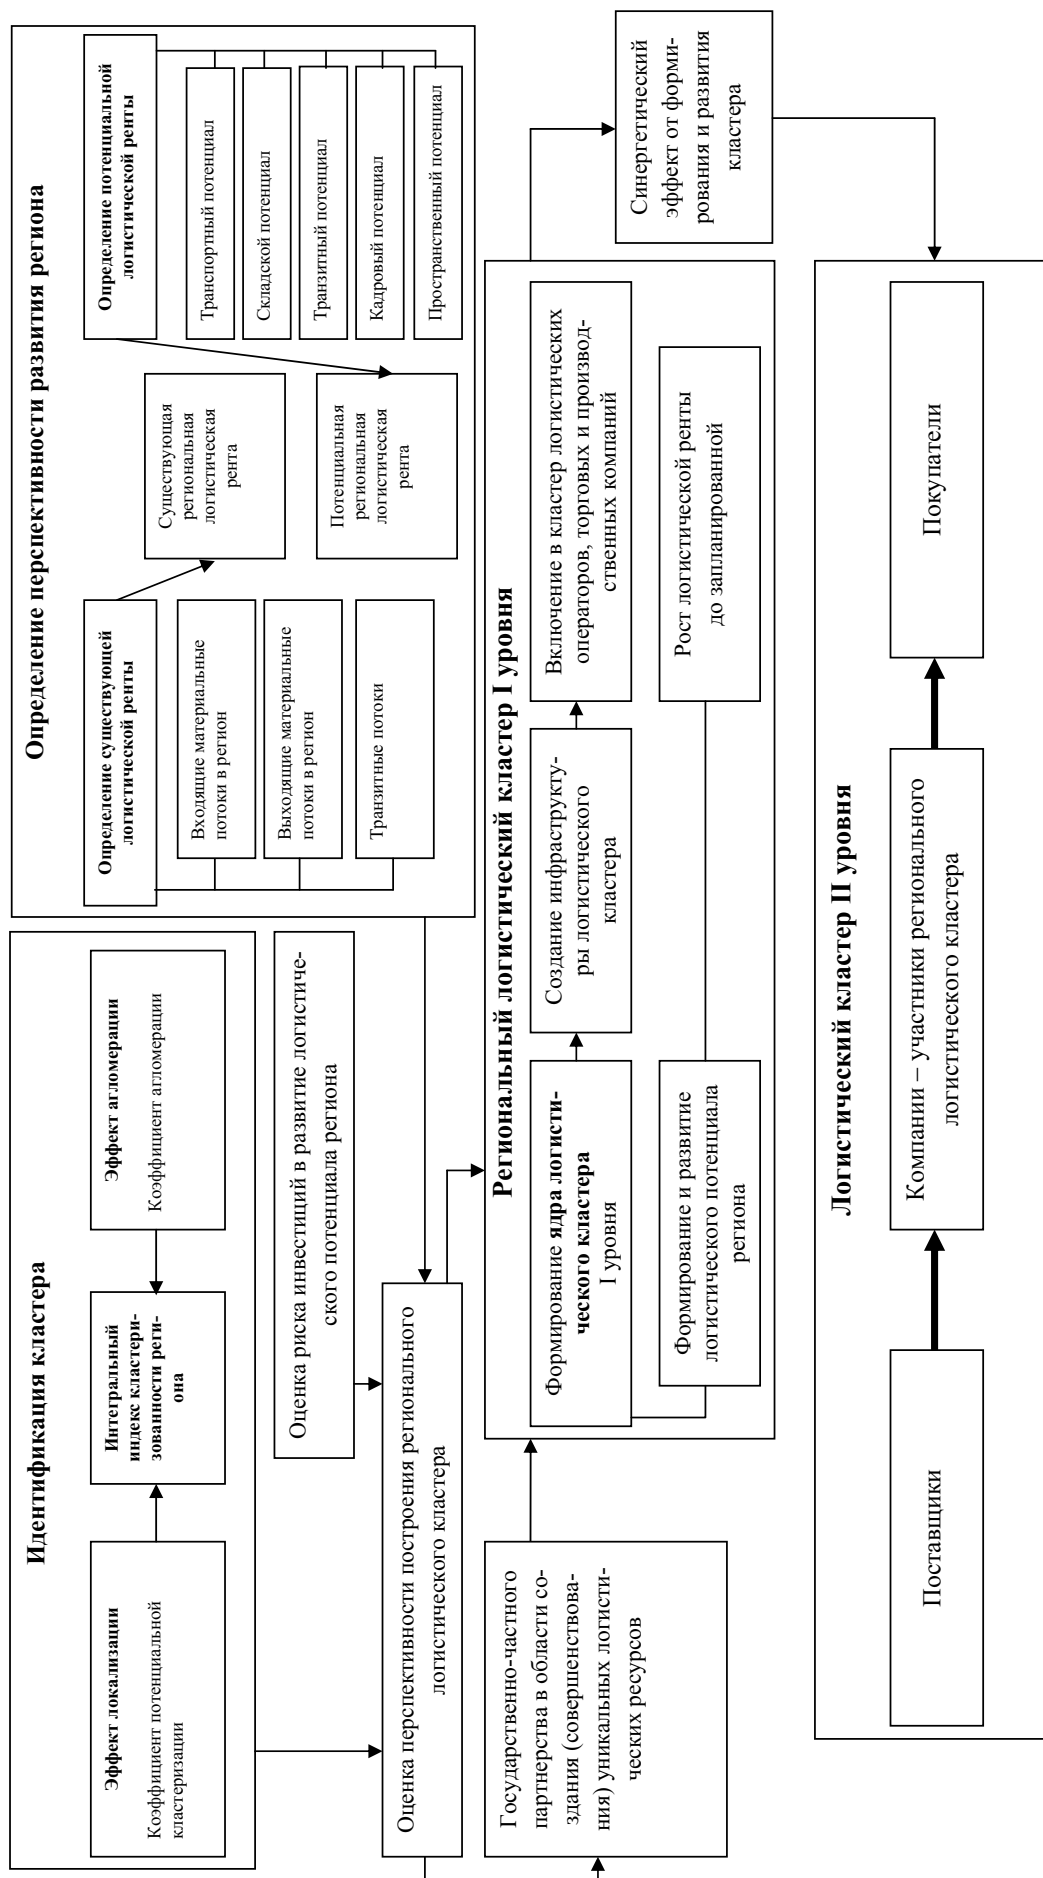 Идентификация кластера
Эффект локализации
Коэффициент потенциальной
кластеризации
Интегральный
индекс кластери-
зованности реги-
она
Эффект агломерации
Коэффициент агломерации
Определение перспективности развития региона
Определение существующей
логистической ренты
Входящие материальные
потоки в регион
Выходящие материальные
потоки в регион
Транзитные потоки
Существующая
региональная
логистическая
рента
Потенциальная
региональная
логистическая
рента
Определение потенциальной
логистической ренты
Транспортный потенциал
Складской потенциал
Транзитный потенциал
Кадровый потенциал
Пространственный потенциал
Оценка риска инвестиций в развитие логистиче-
ского потенциала региона
Оценка перспективности построения регионального
логистического кластера
Государственно-частного
партнерства в области со-
здания (совершенствова-
ния) уникальных логисти-
ческих ресурсов
Региональный логистический кластер I уровня
Формирование ядра логисти-
ческого кластера
I уровня
Создание инфраструкту-
ры логистического
кластера
Включение в кластер логистических
операторов, торговых и производ-
ственных компаний
Формирование и развитие
логистического потенциала
региона
Рост логистической ренты
до запланированной
Синергетический
эффект от форми-
рования и развития
кластера
Логистический кластер II уровня
Поставщики
Компании – участники регионального
логистического кластера
Покупатели